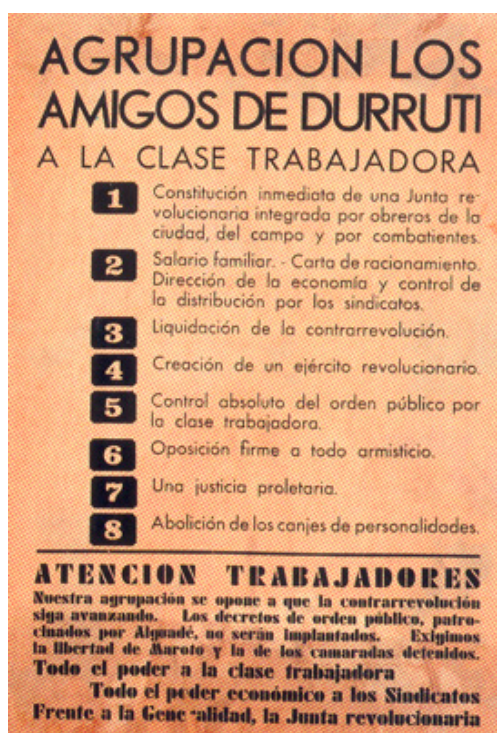 AGRUPACION LOS
AMIGOS DE DURRUTI
A LA CLASE TRABAJADORA
1 Constitución inmediata de una Junta re-
volucionaria integrada por obreros de la
ciudad, del campo y por combatientes.
2 Salario familiar. - Carta de racionamiento.
Dirección de la economía y control de
la distribución por los sindicatos.
3 Liquidación de la contrarrevolución.
4 Creación de un ejército revolucionario.
5 Control absoluto del orden público por
la clase trabajadora.
6 Oposición firme a todo armisticio.
7 Una justicia proletaria.
8 Abolición de los canjes de personalidades.
ATENCION TRABAJADORES
Nuestra agrupación se opone a que la contrarrevolución
siga avanzando. Los decretos de orden público, patro-
cinados por Aiguadé, no serán implantados. Exigimos
la libertad de Maroto y la de los camaradas detenidos.
Todo el poder a la clase trabajadora
Todo el poder económico a los Sindicatos
Frente a la Generalidad, la Junta revolucionaria